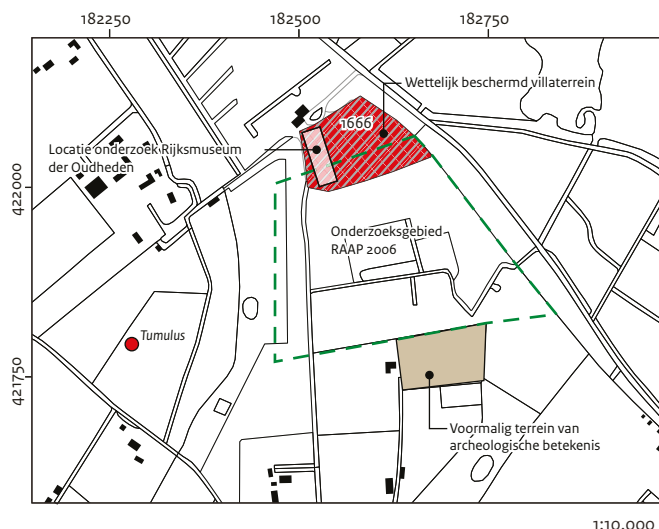 182250
182500
182750
Wettelijk beschermd villaterrein
1666
Locatie onderzoek Rijksmuseum
der Oudheden
422000
Onderzoeksgebied
RAAP 2006
Tumulus
421750
Voormalig terrein van
archeologische betekenis
1:10.000